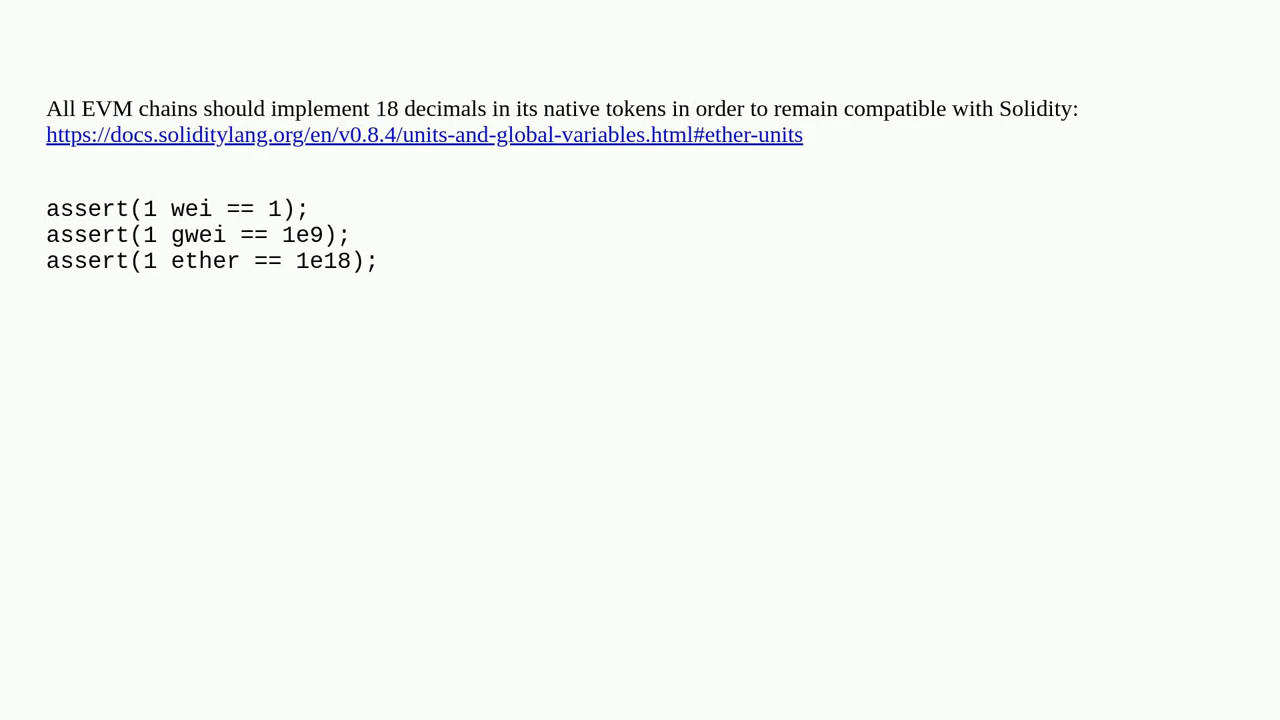 All EVM chains should implement 18 decimals in its native tokens in order to remain compatible with Solidity:
https://docs.soliditylang.org/en/v0.8.4/units-and-global-variables.html#ether-units
assert(1 wei == 1);
assert(1 gwei == 1e9);
assert(1 ether == 1e18);